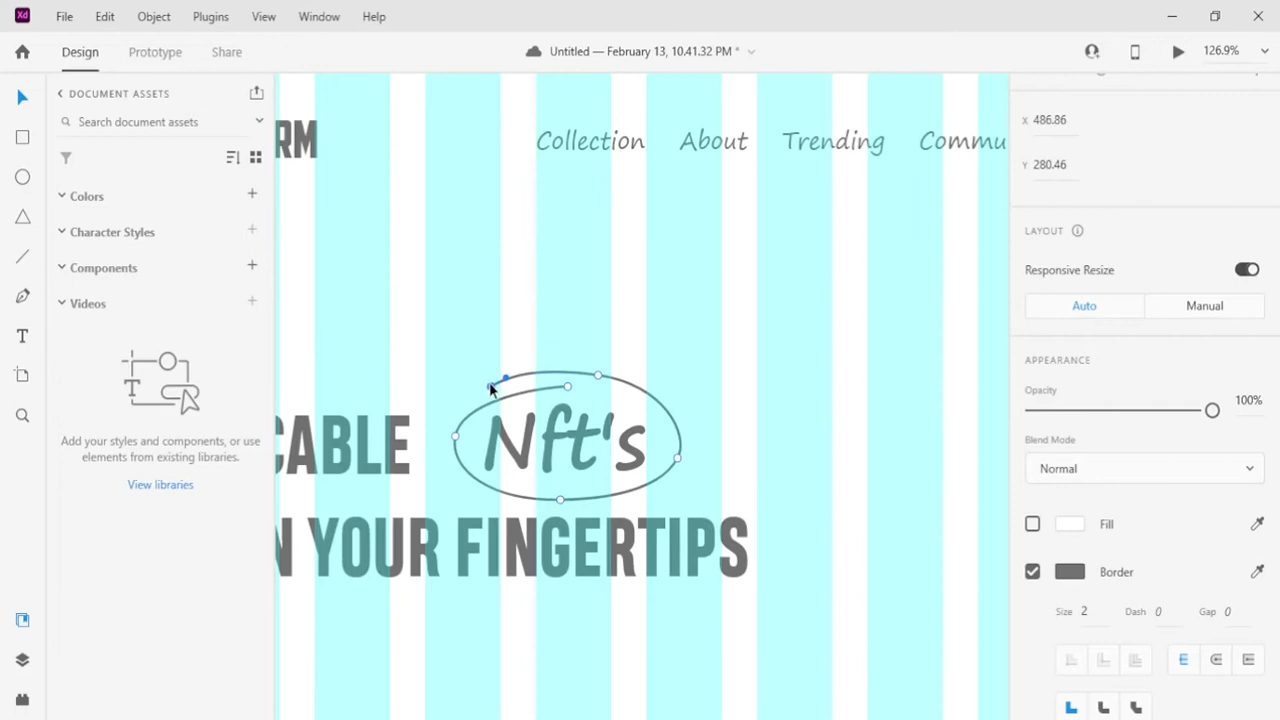 Xd File Edit Object Plugins View Window Help
Design Prototype Share
Untitled — February 13, 10.41.32 PM *
126.9%
DOCUMENT ASSETS
Search document assets
Colors
Character Styles
Components
Videos
Add your styles and components, or use
elements from existing libraries.
View libraries
RM
Collection About Trending Commu
CABLE Nft's
N YOUR FINGERTIPS
X 486.86
Y 280.46
LAYOUT
Responsive Resize
Auto Manual
APPEARANCE
Opacity
100%
Blend Mode
Normal
Fill
Border
Size 2 Dash 0 Gap 0